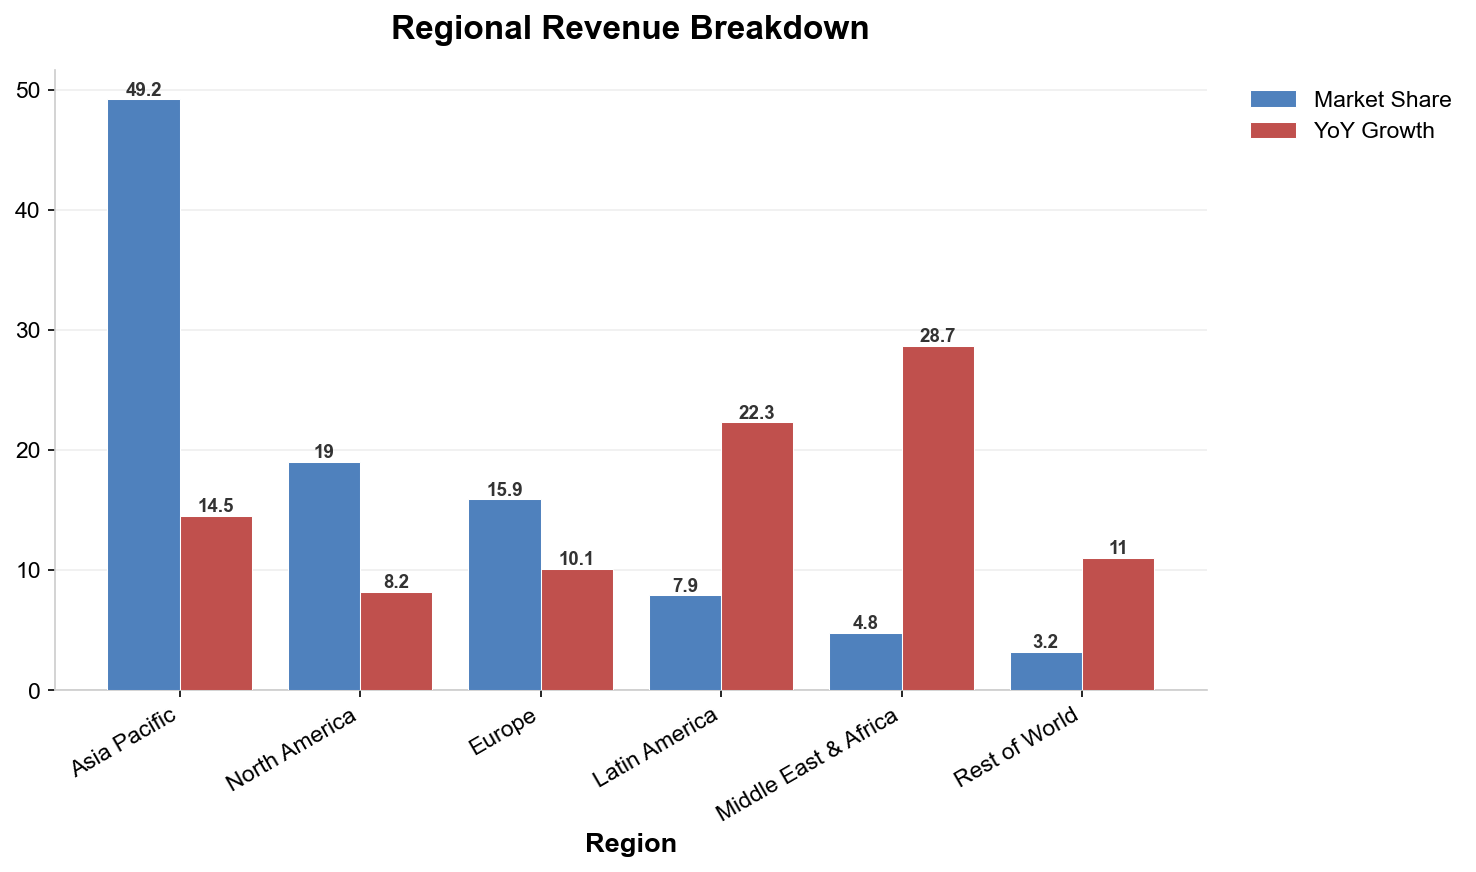 Regional Revenue Breakdown
Market Share
YoY Growth
50
40
30
20
10
0
49.2
14.5
19
8.2
15.9
10.1
7.9
22.3
4.8
28.7
3.2
11
Asia Pacific
North America
Europe
Latin America
Middle East & Africa
Rest of World
Region